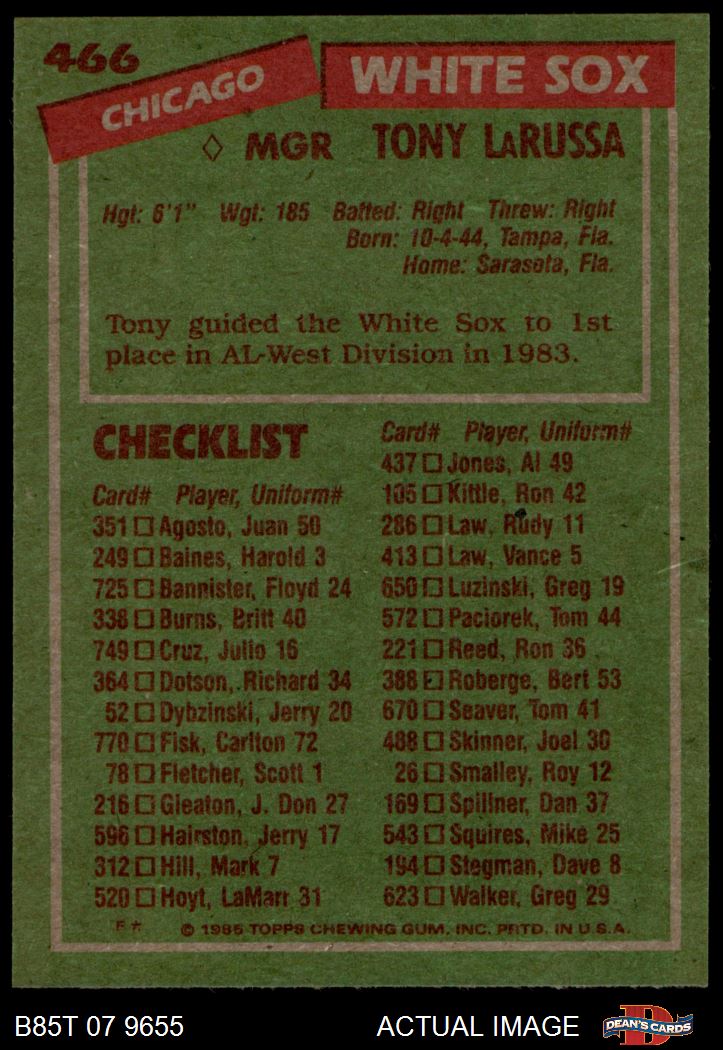 466
CHICAGO WHITE SOX
◊ MGR TONY LaRUSSA
Hgt: 6'1" Wgt: 185 Batted: Right Threw: Right
Born: 10-4-44, Tampa, Fla.
Home: Sarasota, Fla.
Tony guided the White Sox to 1st
place in AL-West Division in 1983.
CHECKLIST
Card# Player, Uniform#
351 □ Agosto, Juan 50
249 □ Baines, Harold 3
725 □ Bannister, Floyd 24
338 □ Burns, Britt 40
749 □ Cruz, Julio 16
364 □ Dotson, Richard 34
52 □ Dybzinski, Jerry 20
770 □ Fisk, Carlton 72
78 □ Fletcher, Scott 1
216 □ Gleaton, J. Don 27
596 □ Hairston, Jerry 17
312 □ Hill, Mark 7
520 □ Hoyt, LaMarr 31
Card# Player, Uniform#
437 □ Jones, Al 49
105 □ Kittle, Ron 42
286 □ Law, Rudy 11
413 □ Law, Vance 5
650 □ Luzinski, Greg 19
572 □ Paciorek, Tom 44
221 □ Reed, Ron 36
388 □ Roberge, Bert 53
670 □ Seaver, Tom 41
488 □ Skinner, Joel 30
26 □ Smalley, Roy 12
169 □ Spillner, Dan 37
543 □ Squires, Mike 25
194 □ Stegman, Dave 8
623 □ Walker, Greg 29
F* © 1985 TOPPS CHEWING GUM, INC. PRTD. IN U.S.A.
B85T 07 9655 ACTUAL IMAGE
D
DEAN'S CARDS